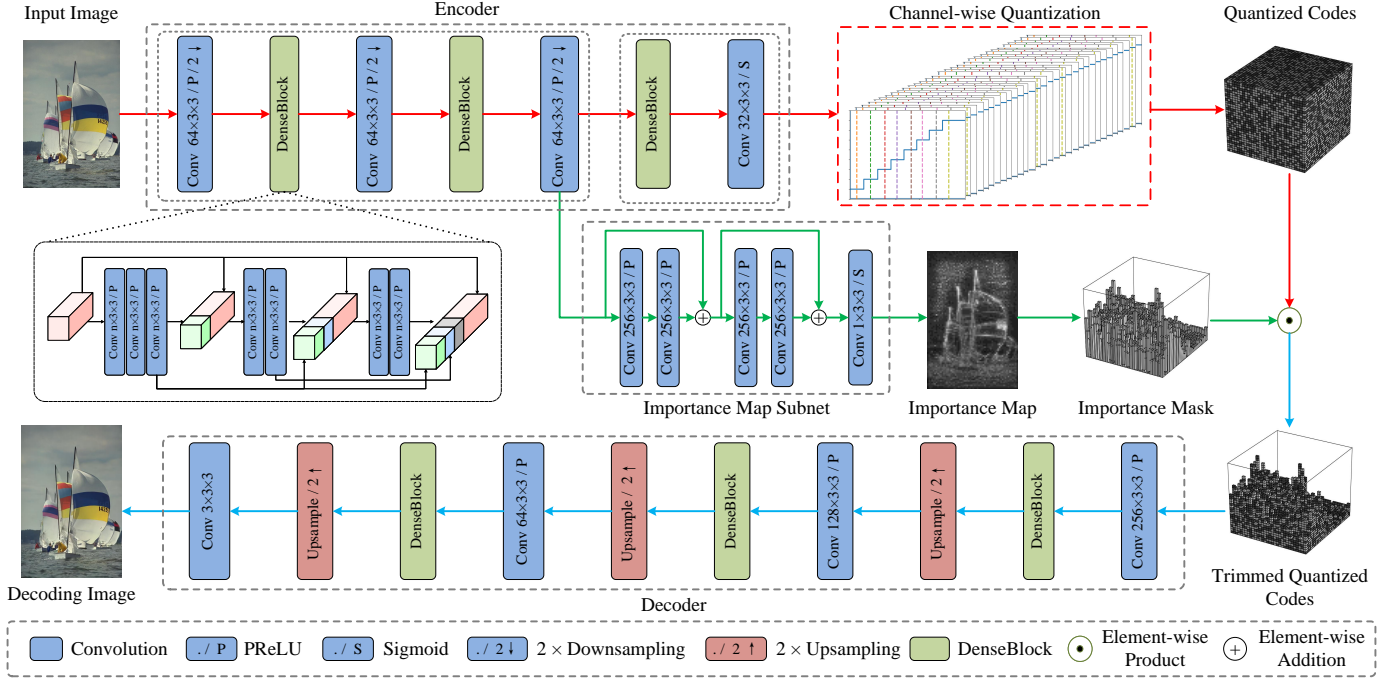 Input Image
Encoder
Channel-wise Quantization
Quantized Codes
Conv 64×3×3 / P / 2 ↓
DenseBlock
Conv 64×3×3 / P / 2 ↓
DenseBlock
Conv 64×3×3 / P / 2 ↓
DenseBlock
Conv 32×3×3 / S
Conv n×3×3 / P
Conv n×3×3 / P
Conv n×3×3 / P
Conv n×3×3 / P
Conv n×3×3 / P
Conv n×3×3 / P
Conv n×3×3 / P
Conv 256×3×3 / P
Conv 256×3×3 / P
Conv 256×3×3 / P
Conv 256×3×3 / P
Conv 1×3×3 / S
Importance Map Subnet
Importance Map
Importance Mask
Conv 3×3×3
Upsample / 2 ↑
DenseBlock
Conv 64×3×3 / P
Upsample / 2 ↑
DenseBlock
Conv 128×3×3 / P
Upsample / 2 ↑
DenseBlock
Conv 256×3×3 / P
Decoding Image
Decoder
Trimmed Quantized
Codes
Convolution
. / P PReLU
. / S Sigmoid
. / 2 ↓ 2 × Downsampling
. / 2 ↑ 2 × Upsampling
DenseBlock
Element-wise
Product
Element-wise
Addition